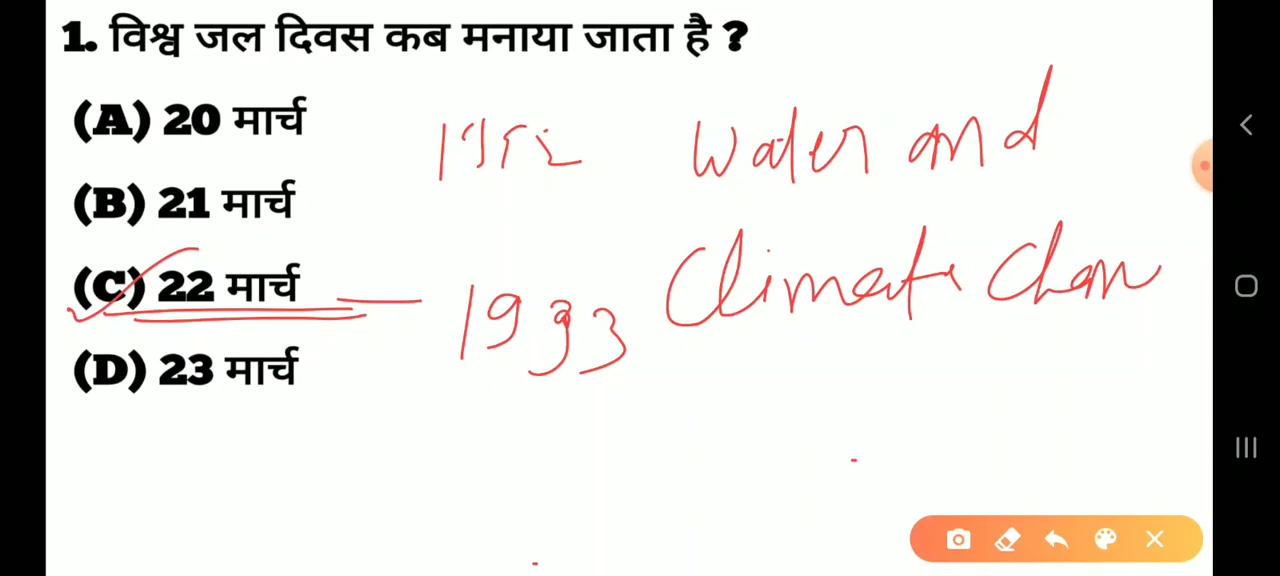 1. विश्व जल दिवस कब मनाया जाता है ?
(A) 20 मार्च
(B) 21 मार्च
(C) 22 मार्च
(D) 23 मार्च
Water and
1993 Climate Chan